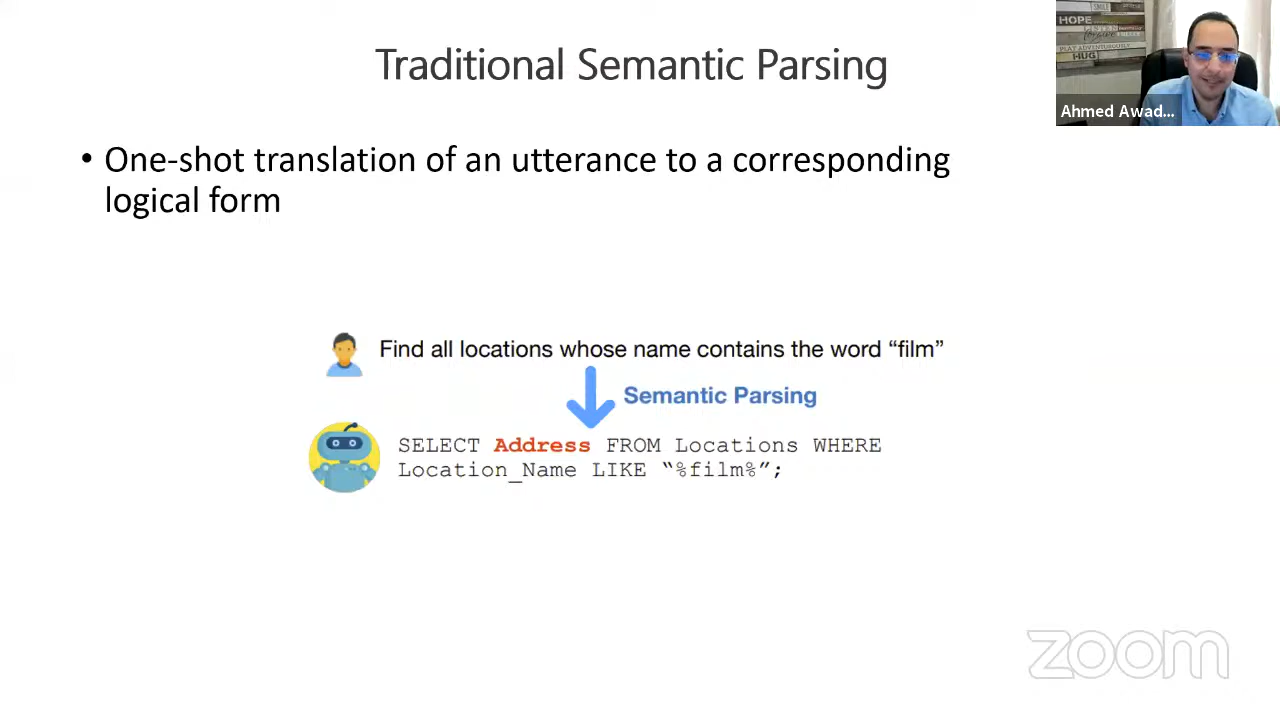 Traditional Semantic Parsing
HOPE
HUG
Ahmed Awad...
• One-shot translation of an utterance to a corresponding
logical form
Find all locations whose name contains the word “film”
Semantic Parsing
SELECT Address FROM Locations WHERE
Location_Name LIKE “%film%”;
zoom